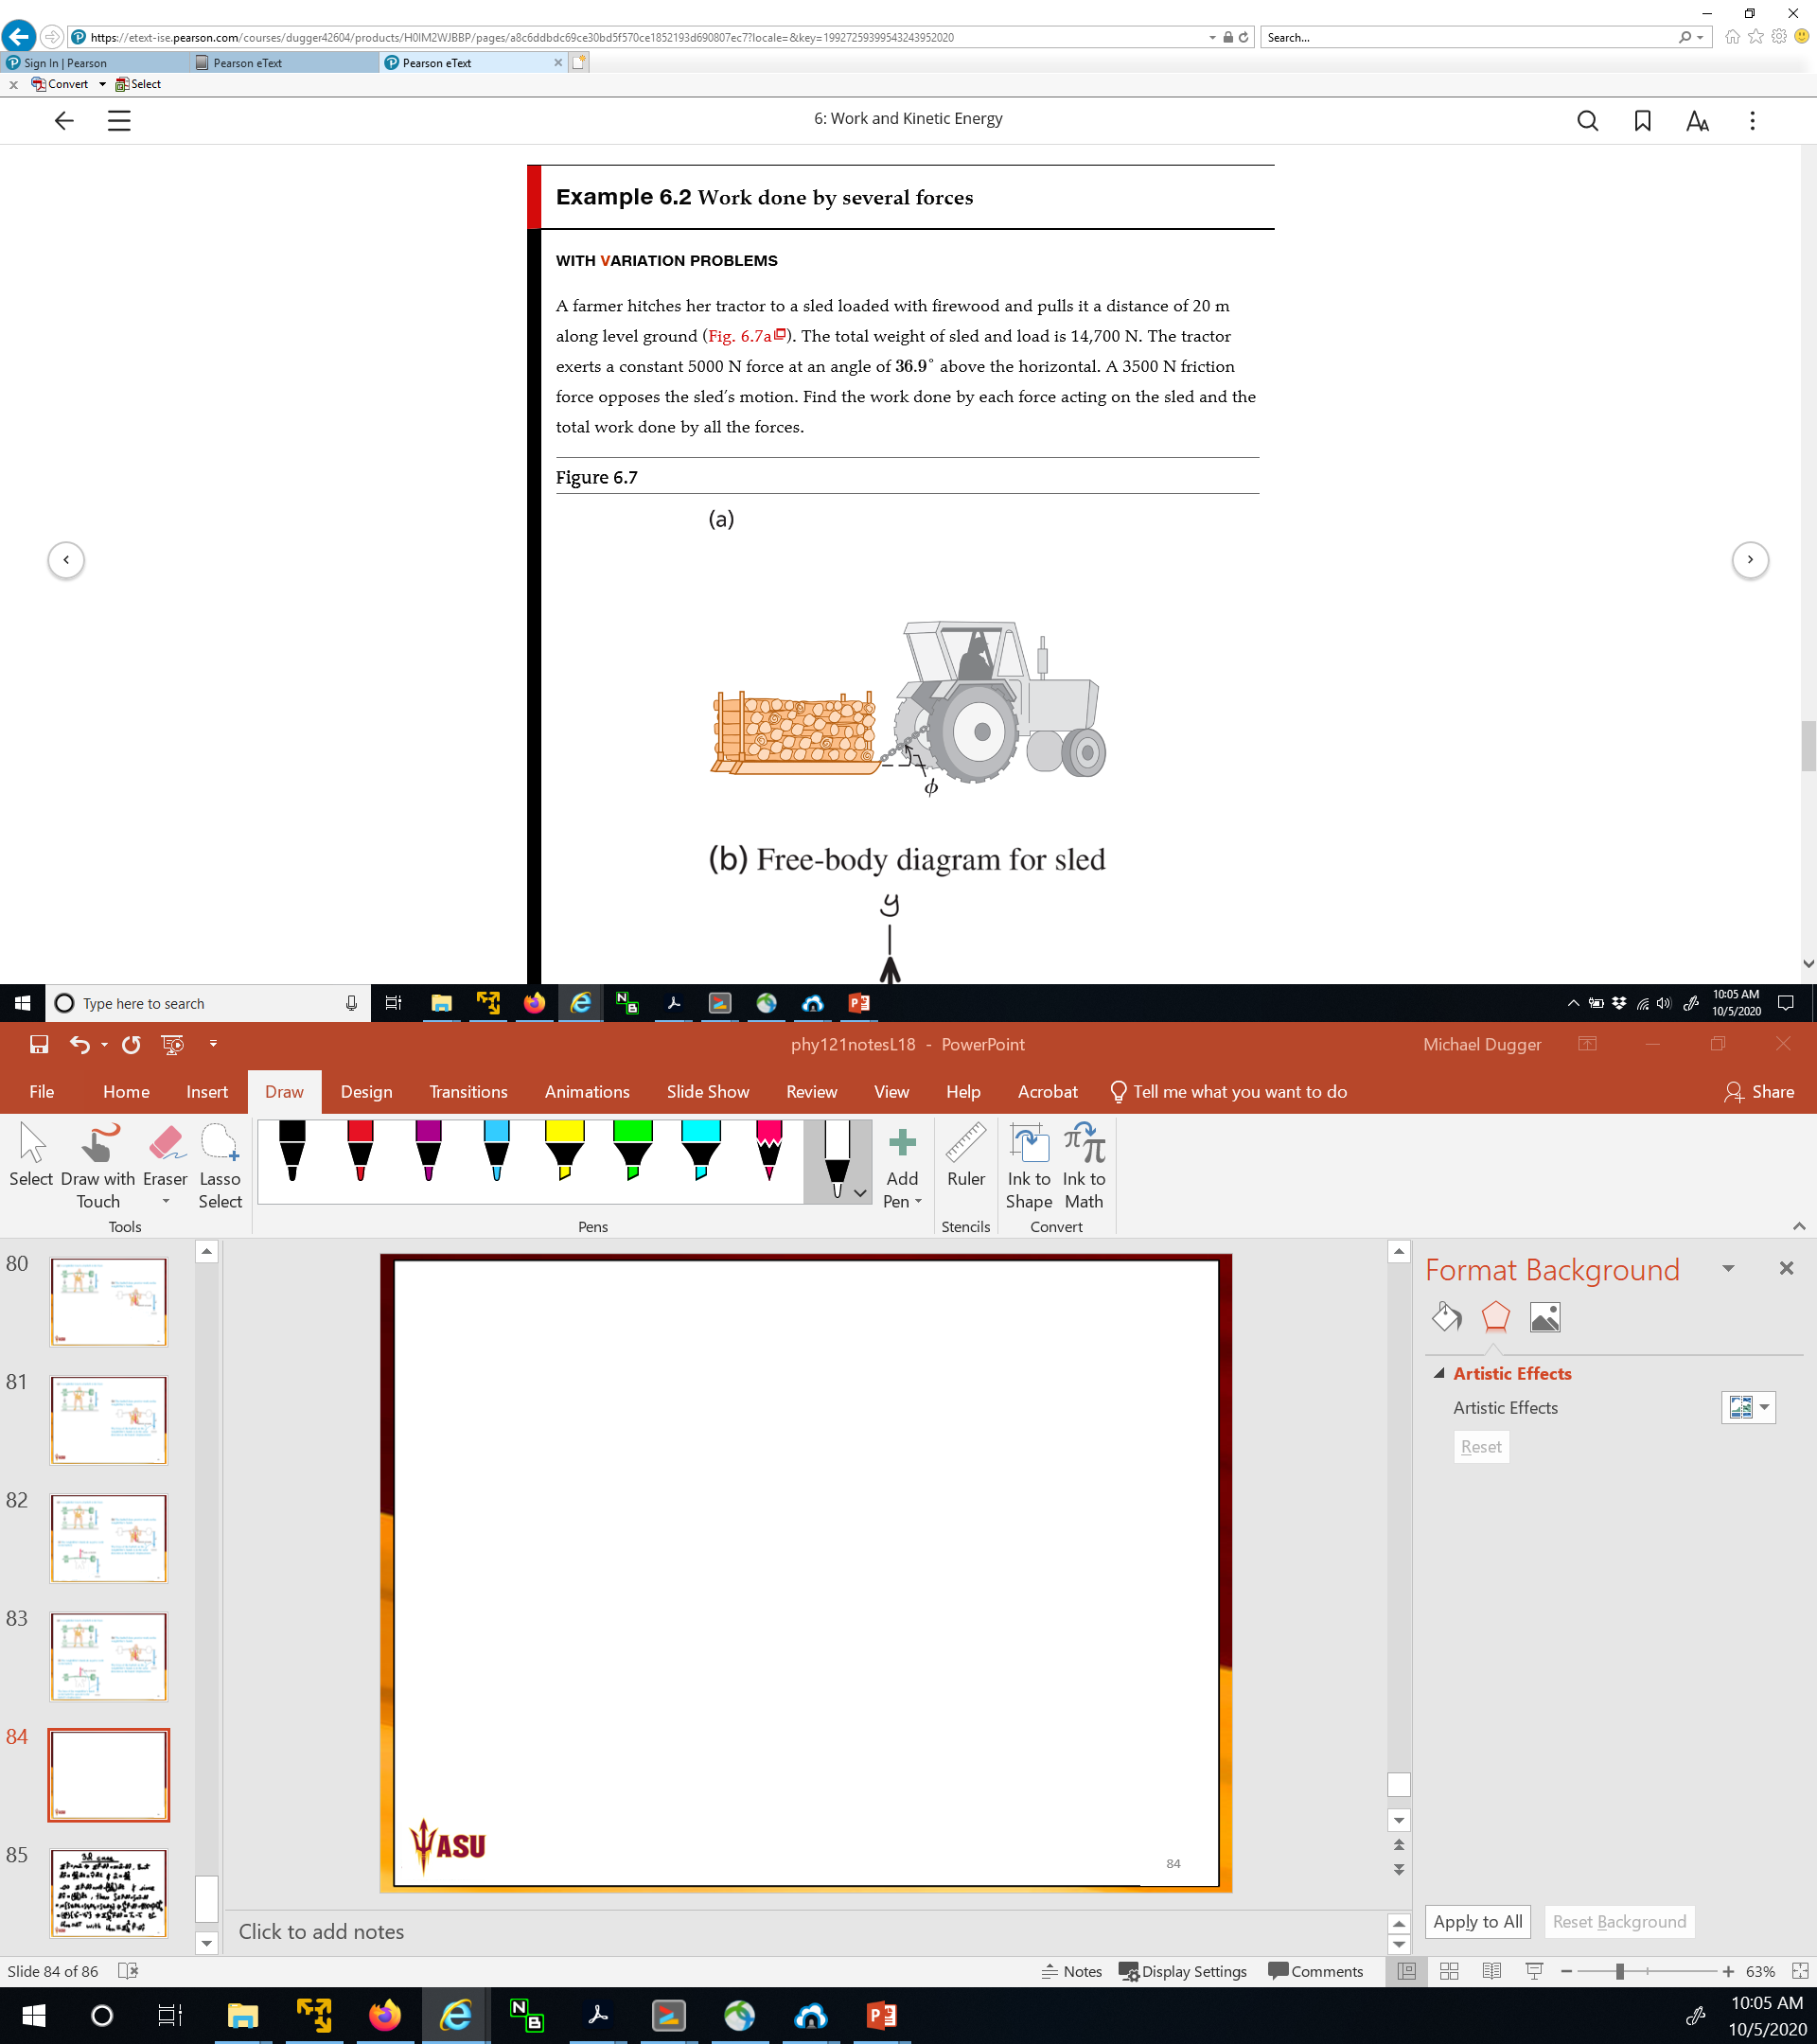 https://etext-ise.pearson.com/courses/dugger42604/products/H0IM2WJBBP/pages/a8c6ddbdc69ce30bd5f570ce1852193d690807ec7?locale=&key=19927259399543243952020
Search...
Sign In | Pearson
Pearson eText
Pearson eText
x Convert Select
6: Work and Kinetic Energy
Example 6.2 Work done by several forces
WITH VARIATION PROBLEMS
A farmer hitches her tractor to a sled loaded with firewood and pulls it a distance of 20 m
along level ground (Fig. 6.7a). The total weight of sled and load is 14,700 N. The tractor
exerts a constant 5000 N force at an angle of 36.9° above the horizontal. A 3500 N friction
force opposes the sled's motion. Find the work done by each force acting on the sled and the
total work done by all the forces.
Figure 6.7
(a)
ϕ
(b) Free-body diagram for sled
y
Type here to search
10:05 AM
10/5/2020
phy121notesL18 - PowerPoint
Michael Dugger
File Home Insert Draw Design Transitions Animations Slide Show Review View Help Acrobat Tell me what you want to do Share
Select Draw with Touch Eraser Lasso Select
Add Pen
Ruler
Ink to Shape Ink to Math
Tools
Pens
Stencils
Convert
80
81
82
83
84
85
ASU
84
Format Background
Artistic Effects
Artistic Effects
Reset
Click to add notes
Apply to All Reset Background
Slide 84 of 86
Notes Display Settings Comments
63%
10:05 AM
10/5/2020